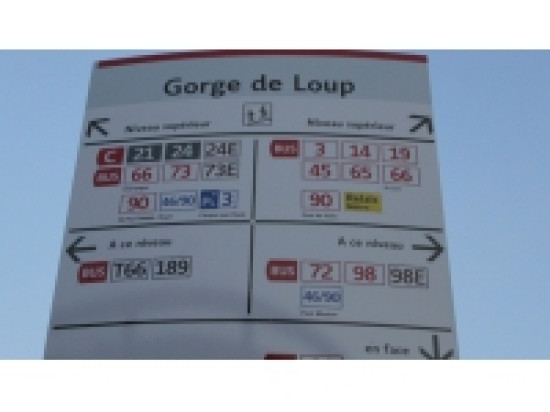 Gorge de Loup
Niveau supérieur
Niveau supérieur
C 21 24 24E
BUS 66 73 73E
90 46/90 P+R 3
BUS 3 14 19
45 65 66
90 Relais
A ce niveau
BUS T66 189
A ce niveau
BUS 72 98 98E
46/90
en face